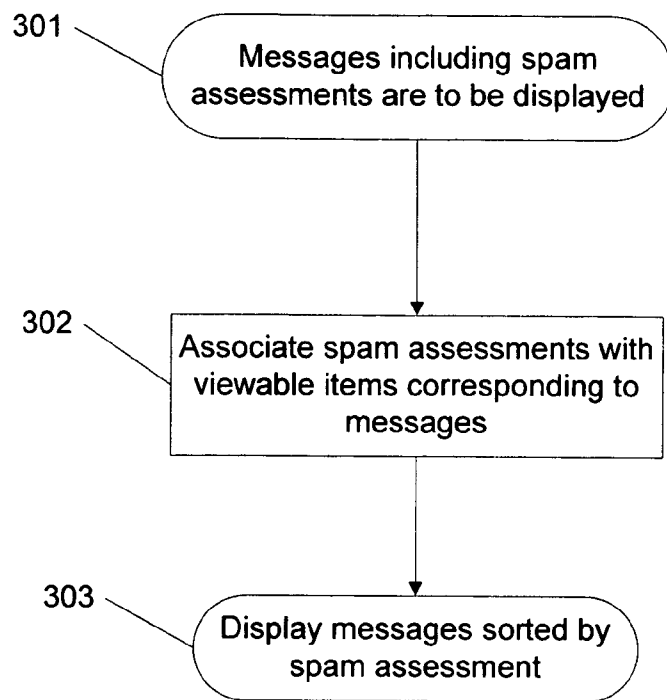 301
Messages including spam
assessments are to be displayed
302
Associate spam assessments with
viewable items corresponding to
messages
303
Display messages sorted by
spam assessment